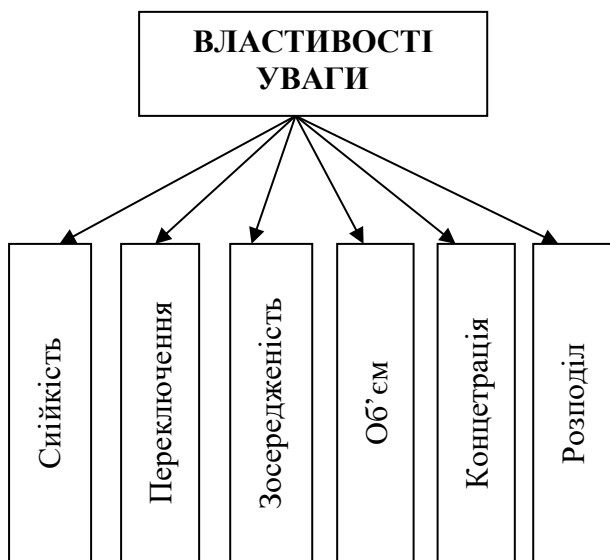 ВЛАСТИВОСТІ
УВАГИ
Сиійкість
Переключення
Зосередженість
Об’єм
Концетрація
Розподіл